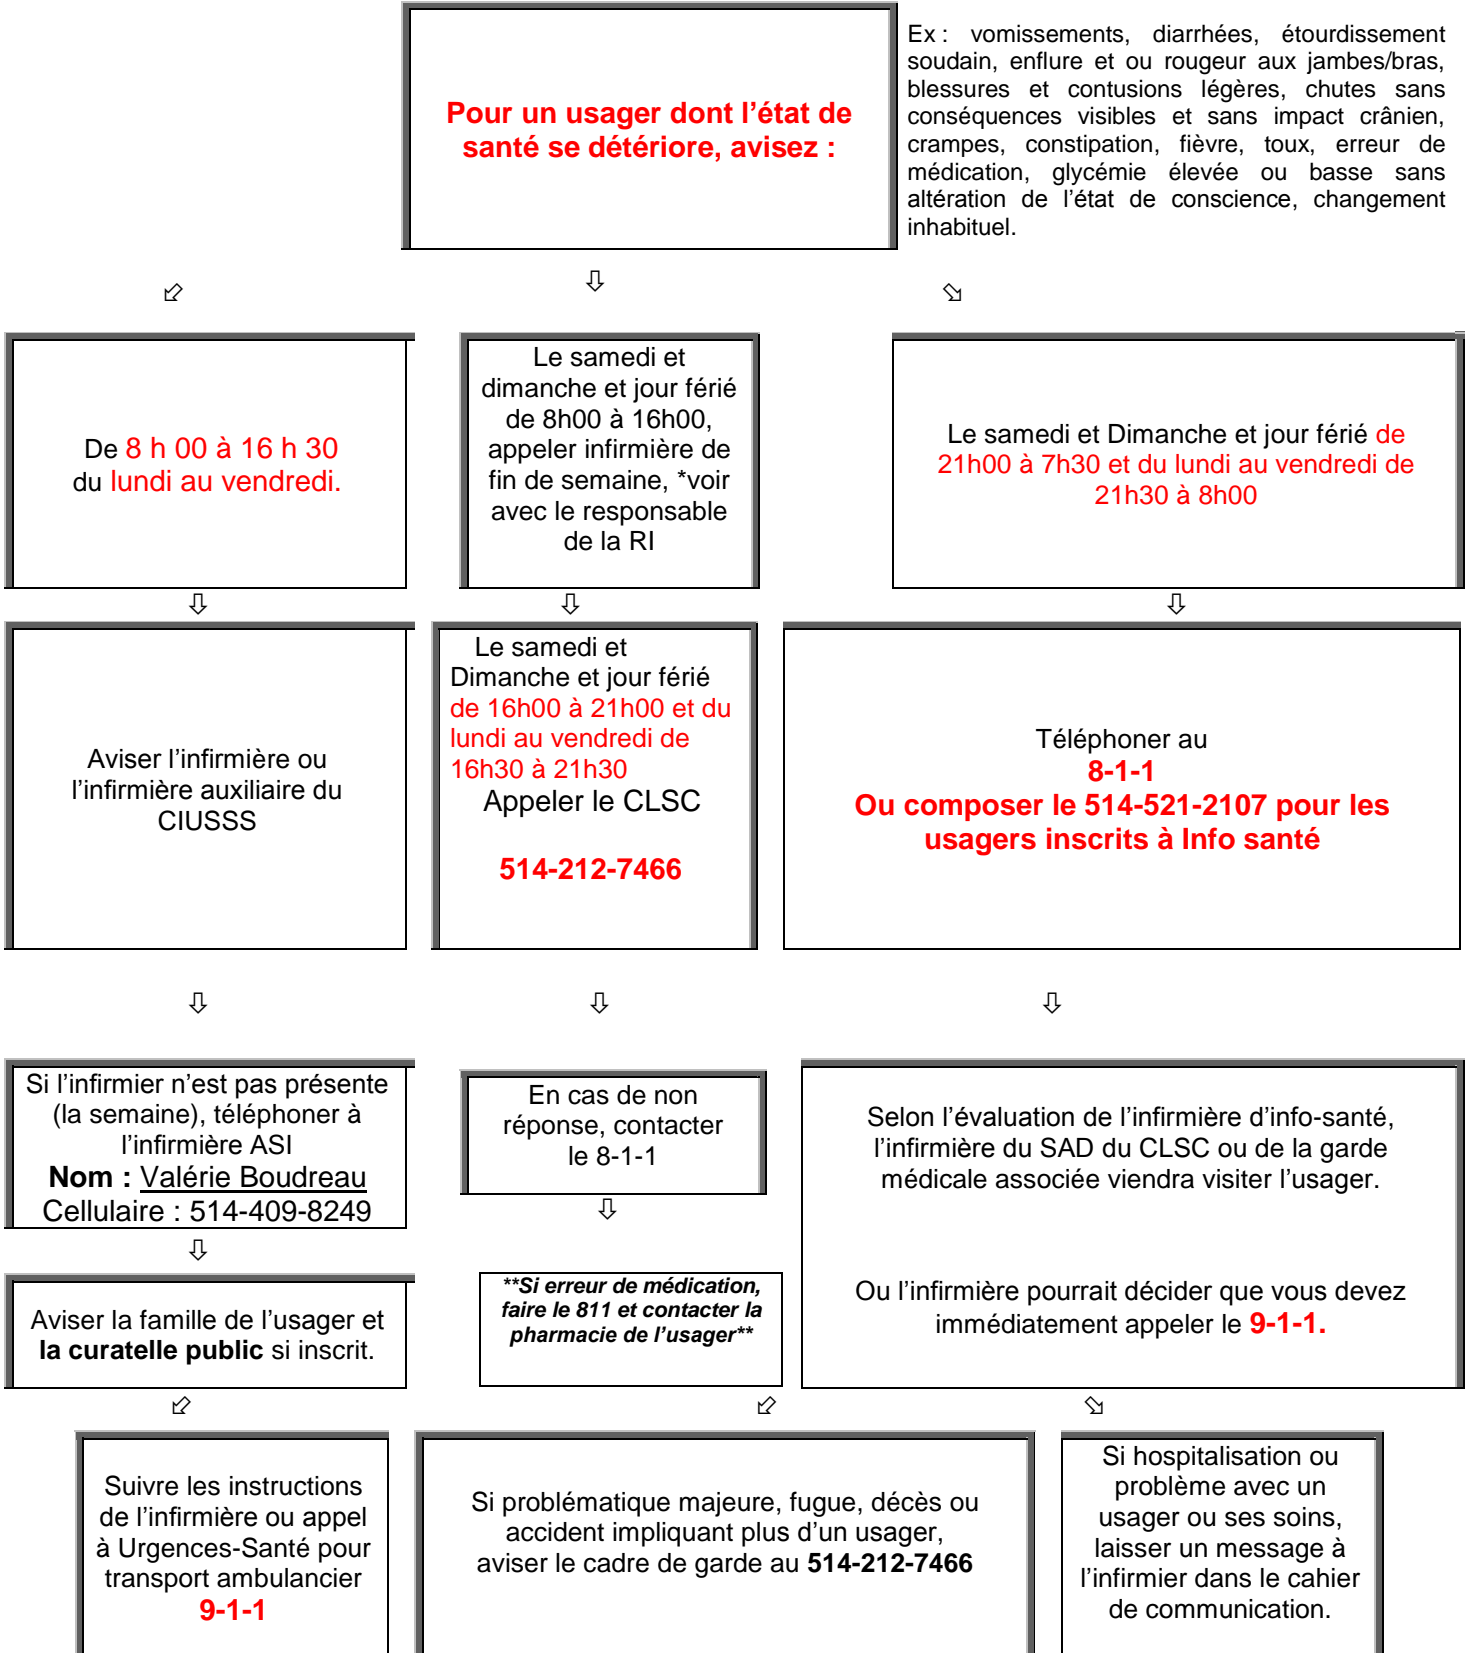 Pour un usager dont l’état de
santé se détériore, avisez :
Ex : vomissements, diarrhées, étourdissement
soudain, enflure et ou rougeur aux jambes/bras,
blessures et contusions légères, chutes sans
conséquences visibles et sans impact crânien,
crampes, constipation, fièvre, toux, erreur de
médication, glycémie élevée ou basse sans
altération de l’état de conscience, changement
inhabituel.
De 8 h 00 à 16 h 30
du lundi au vendredi.
Le samedi et
dimanche et jour férié
de 8h00 à 16h00,
appeler infirmière de
fin de semaine, *voir
avec le responsable
de la RI
Le samedi et Dimanche et jour férié de
21h00 à 7h30 et du lundi au vendredi de
21h30 à 8h00
Aviser l’infirmière ou
l’infirmière auxiliaire du
CIUSSS
Le samedi et
Dimanche et jour férié
de 16h00 à 21h00 et du
lundi au vendredi de
16h30 à 21h30
Appeler le CLSC
514-212-7466
Téléphoner au
8-1-1
Ou composer le 514-521-2107 pour les
usagers inscrits à Info santé
Si l’infirmier n’est pas présente
(la semaine), téléphoner à
l’infirmière ASI
Nom : Valérie Boudreau
Cellulaire : 514-409-8249
En cas de non
réponse, contacter
le 8-1-1
Selon l’évaluation de l’infirmière d’info-santé,
l’infirmière du SAD du CLSC ou de la garde
médicale associée viendra visiter l’usager.
Ou l’infirmière pourrait décider que vous devez
immédiatement appeler le 9-1-1.
Aviser la famille de l’usager et
la curatelle public si inscrit.
**Si erreur de médication,
faire le 811 et contacter la
pharmacie de l’usager**
Suivre les instructions
de l’infirmière ou appel
à Urgences-Santé pour
transport ambulancier
9-1-1
Si problématique majeure, fugue, décès ou
accident impliquant plus d’un usager,
aviser le cadre de garde au 514-212-7466
Si hospitalisation ou
problème avec un
usager ou ses soins,
laisser un message à
l’infirmier dans le cahier
de communication.